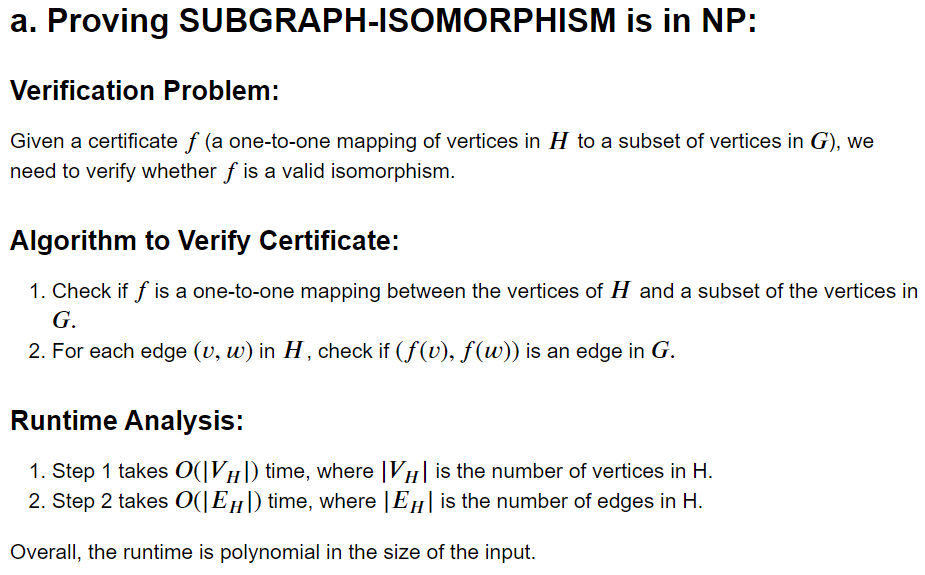 a. Proving SUBGRAPH-ISOMORPHISM is in NP:
Verification Problem:
Given a certificate f (a one-to-one mapping of vertices in H to a subset of vertices in G), we
need to verify whether f is a valid isomorphism.
Algorithm to Verify Certificate:
1. Check if f is a one-to-one mapping between the vertices of H and a subset of the vertices in
G.
2. For each edge (v, w) in H, check if (f(v), f(w)) is an edge in G.
Runtime Analysis:
1. Step 1 takes O(|V_H|) time, where |V_H| is the number of vertices in H.
2. Step 2 takes O(|E_H|) time, where |E_H| is the number of edges in H.
Overall, the runtime is polynomial in the size of the input.